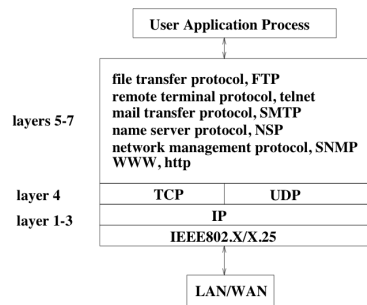 User Application Process
file transfer protocol, FTP
remote terminal protocol, telnet
mail transfer protocol, SMTP
layers 5-7
name server protocol, NSP
network management protocol, SNMP
WWW, http
layer 4 TCP UDP
layer 1-3 IP
IEEE802.X/X.25
LAN/WAN